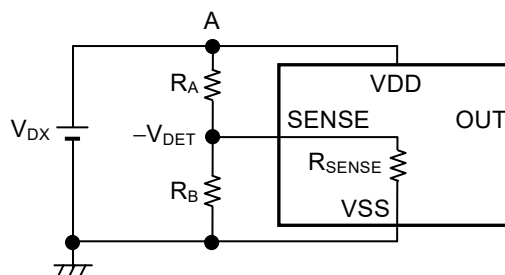 A
VDD
RA
VDX
–VDET
SENSE
OUT
RSENSE
RB
VSS